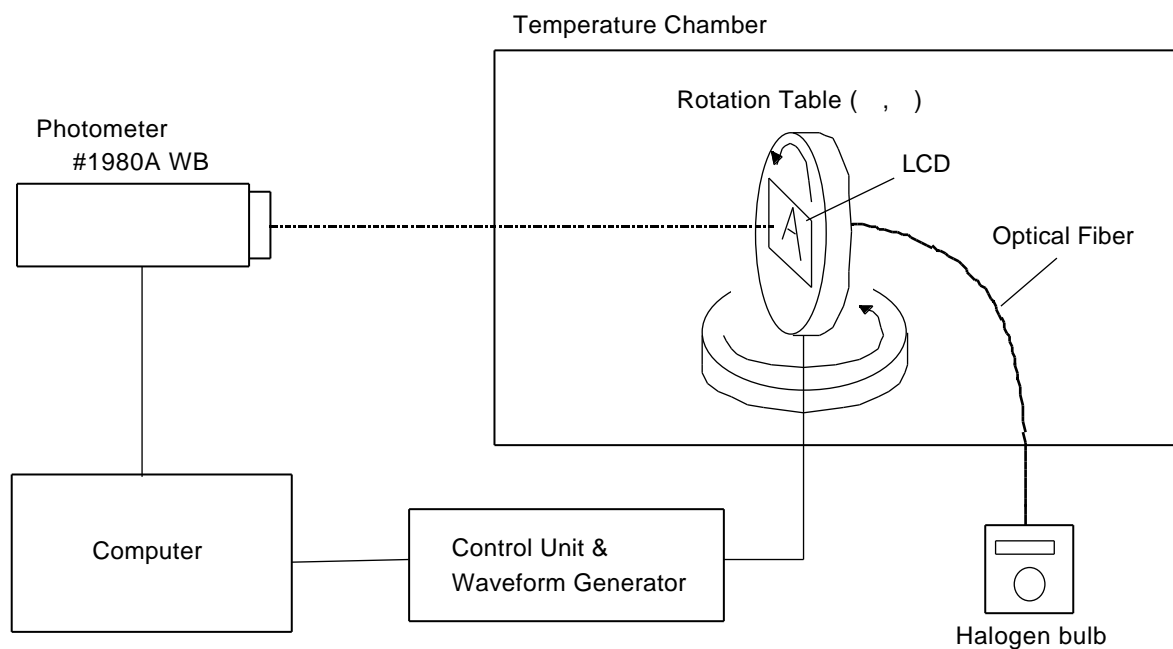 Temperature Chamber
Rotation Table ( , )
Photometer
#1980A WB
LCD
A
Optical Fiber
Computer
Control Unit &
Waveform Generator
Halogen bulb